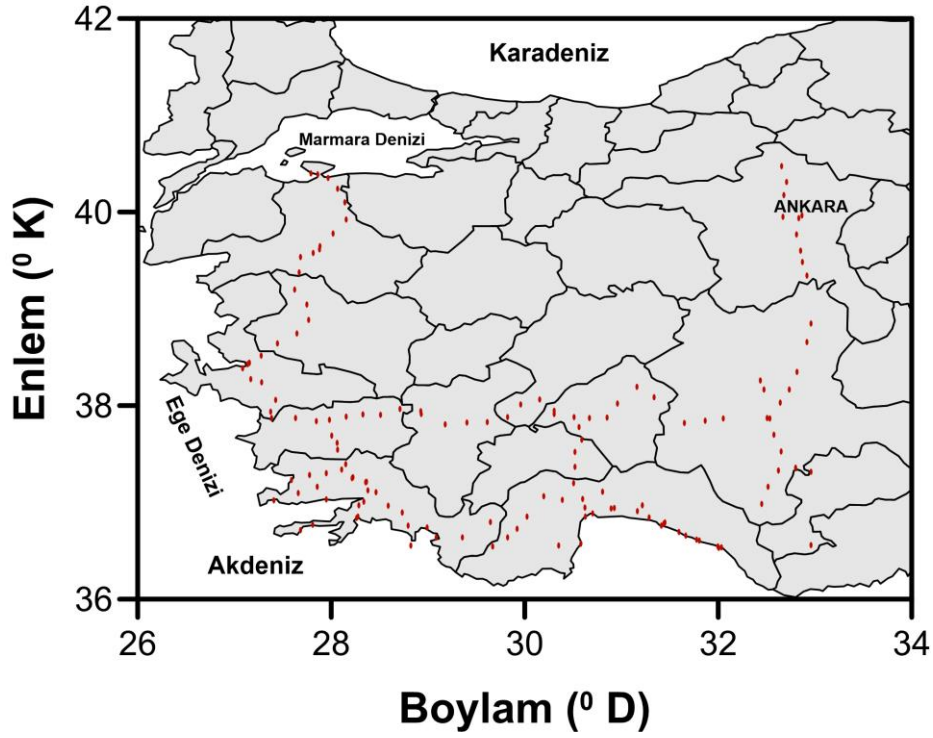 42
Karadeniz
Marmara Denizi
40
ANKARA
Enlem (⁰ K)
38
Ege Denizi
Akdeniz
36
26 28 30 32 34
Boylam (⁰ D)